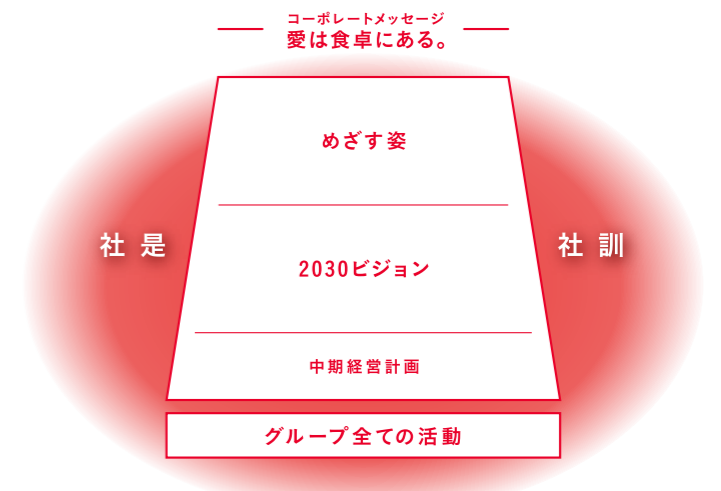 コーポレートメッセージ
愛は食卓にある。
めざす姿
社是
社訓
2030ビジョン
中期経営計画
グループ全ての活動